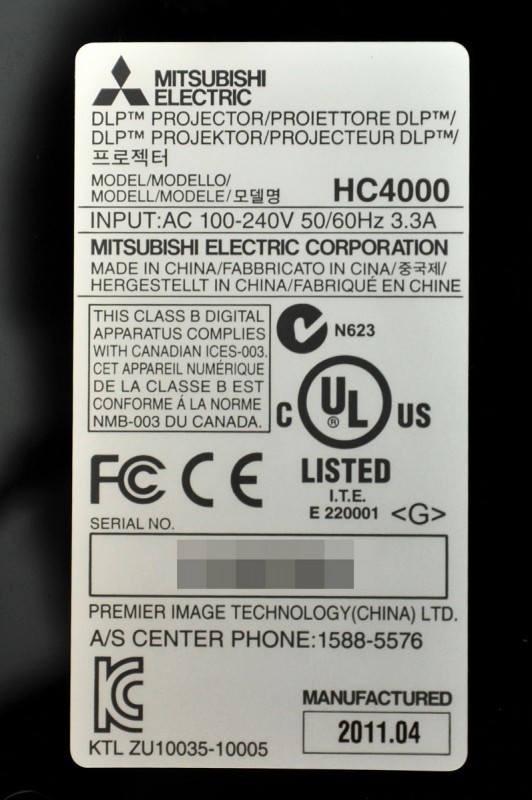 MITSUBISHI
ELECTRIC
DLP™ PROJECTOR/PROIETTORE DLP™/
DLP™ PROJEKTOR/PROJECTEUR DLP™/
프로젝터
MODEL/MODELLO/
MODELL/MODELE/모델명 HC4000
INPUT:AC 100-240V 50/60Hz 3.3A
MITSUBISHI ELECTRIC CORPORATION
MADE IN CHINA/FABBRICATO IN CINA/중국제/
HERGESTELLT IN CHINA/FABRIQUÉ EN CHINE
THIS CLASS B DIGITAL
APPARATUS COMPLIES
WITH CANADIAN ICES-003.
CET APPAREIL NUMÉRIQUE
DE LA CLASSE B EST
CONFORME Á LA NORME
NMB-003 DU CANADA.
N623
C UL ® US
LISTED
I.T.E.
E 220001 <G>
FC CE
SERIAL NO.
PREMIER IMAGE TECHNOLOGY(CHINA) LTD.
A/S CENTER PHONE:1588-5576
KC
KTL ZU10035-10005
MANUFACTURED
2011.04